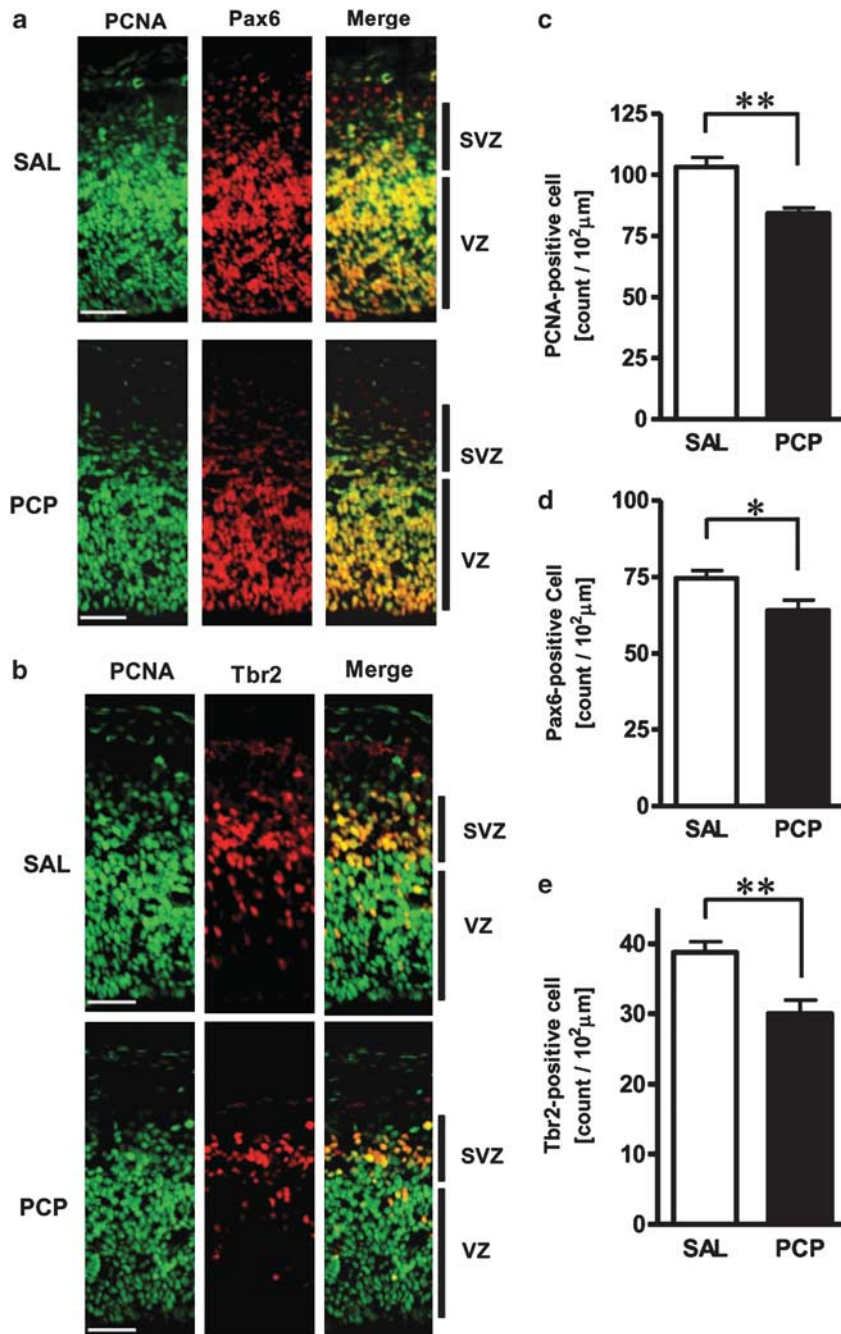 a
PCNA Pax6 Merge
SAL
SVZ
VZ
PCP
SVZ
VZ
b
PCNA Tbr2 Merge
SAL
SVZ
VZ
PCP
SVZ
VZ
c
PCNA-positive cell
[count / 10²µm]
125
100
75
50
25
0
**
SAL PCP
d
Pax6-positive Cell
[count / 10²µm]
100
75
50
25
0
*
SAL PCP
e
Tbr2-positive cell
[count / 10²µm]
40
30
20
10
0
**
SAL PCP